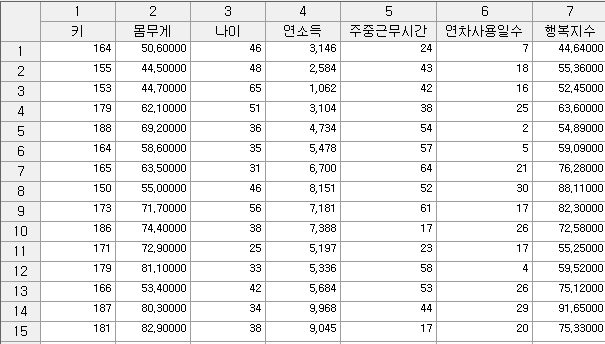 1 2 3 4 5 6 7
키 몸무게 나이 연소득 주중근무시간 연차사용일수 행복지수
1 164 50,60000 46 3,146 24 7 44,64000
2 155 44,50000 48 2,584 43 18 55,36000
3 153 44,70000 65 1,062 42 16 52,45000
4 179 62,10000 51 3,104 38 25 63,60000
5 188 69,20000 36 4,734 54 2 54,89000
6 164 58,60000 35 5,478 57 5 59,09000
7 165 63,50000 31 6,700 64 21 76,28000
8 150 55,00000 46 8,151 52 30 88,11000
9 173 71,70000 56 7,181 61 17 82,30000
10 186 74,40000 38 7,388 17 26 72,58000
11 171 72,90000 25 5,197 23 17 55,25000
12 179 81,10000 33 5,336 58 4 59,52000
13 166 53,40000 42 5,684 53 26 75,12000
14 187 80,30000 34 9,968 44 29 91,65000
15 181 82,90000 38 9,045 17 20 75,33000